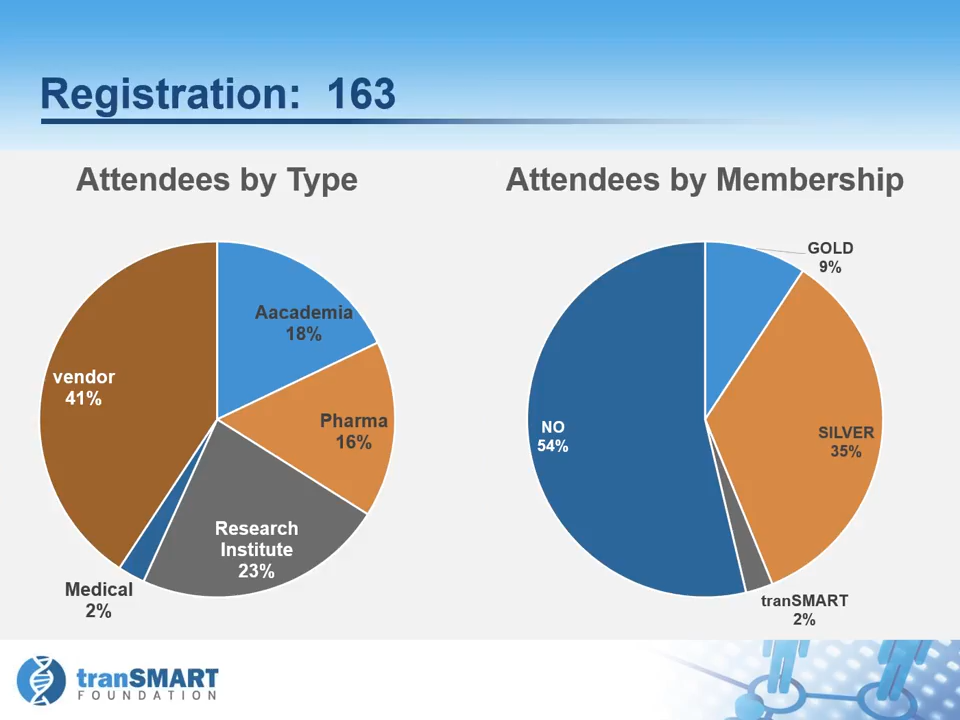 Registration: 163
Attendees by Type
Aacademia
18%
Pharma
16%
Research
Institute
23%
Medical
2%
vendor
41%
Attendees by Membership
GOLD
9%
SILVER
35%
tranSMART
2%
NO
54%
tranSMART
FOUNDATION